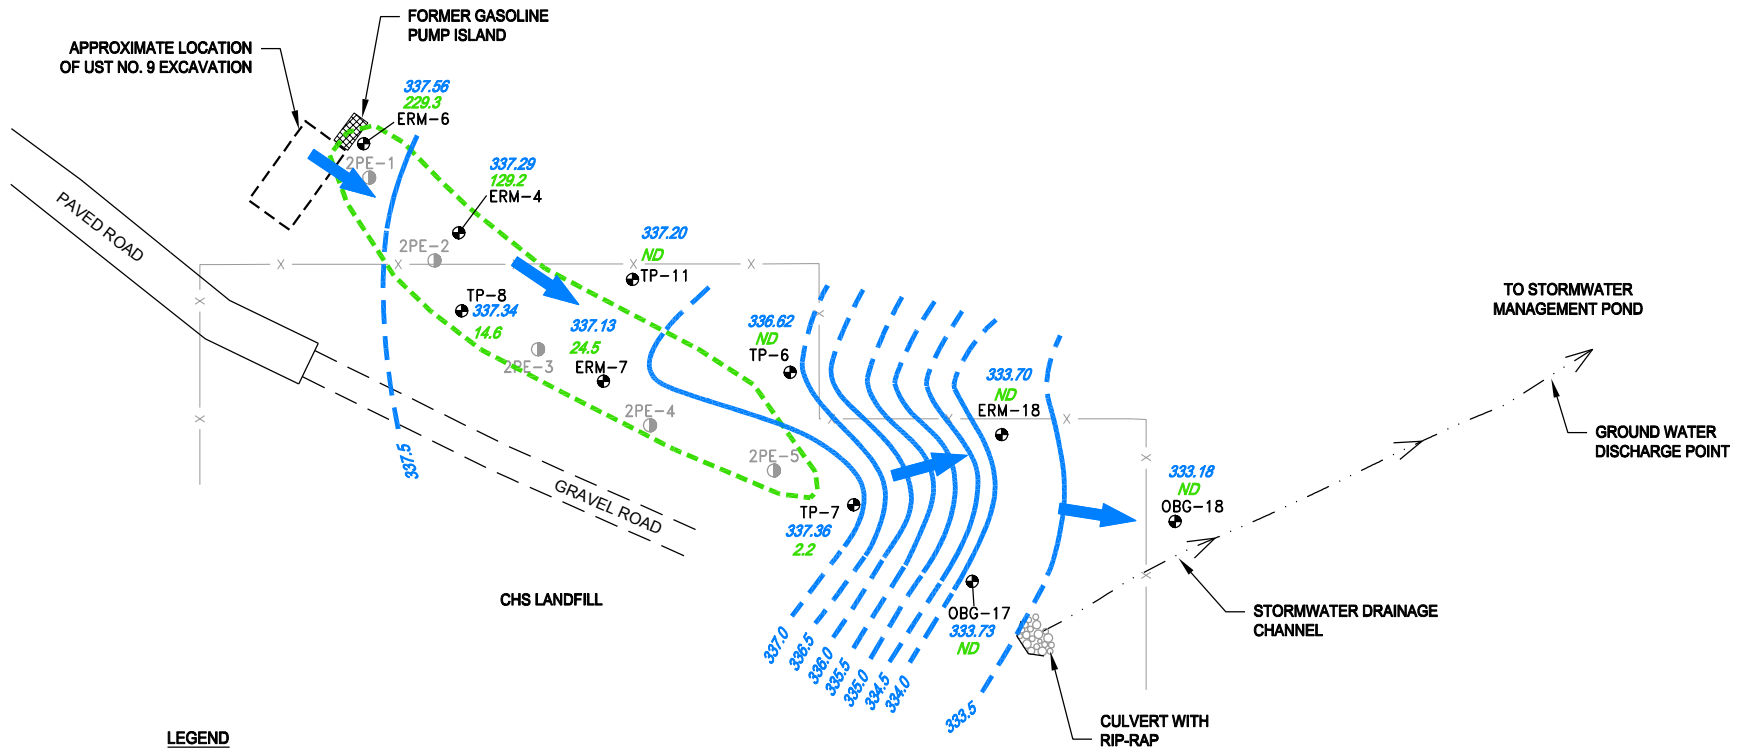 FORMER GASOLINE
PUMP ISLAND
APPROXIMATE LOCATION
OF UST NO. 9 EXCAVATION
337.56
229.3
ERM-6
2PE-1
337.29
129.2
ERM-4
PAVED ROAD
2PE-2
337.20
ND
TP-11
TP-8
337.34
14.6
337.13
24.5
ERM-7
2PE-3
336.62
ND
TP-6
TO STORMWATER
MANAGEMENT POND
333.70
ND
ERM-18
2PE-4
2PE-5
337.5
GROUND WATER
DISCHARGE POINT
333.18
ND
OBG-18
GRAVEL ROAD
TP-7
337.36
2.2
CHS LANDFILL
OBG-17
333.73
ND
STORMWATER DRAINAGE
CHANNEL
337.0
336.5
336.0
335.5
335.0
334.5
334.0
333.5
CULVERT WITH
RIP-RAP
LEGEND